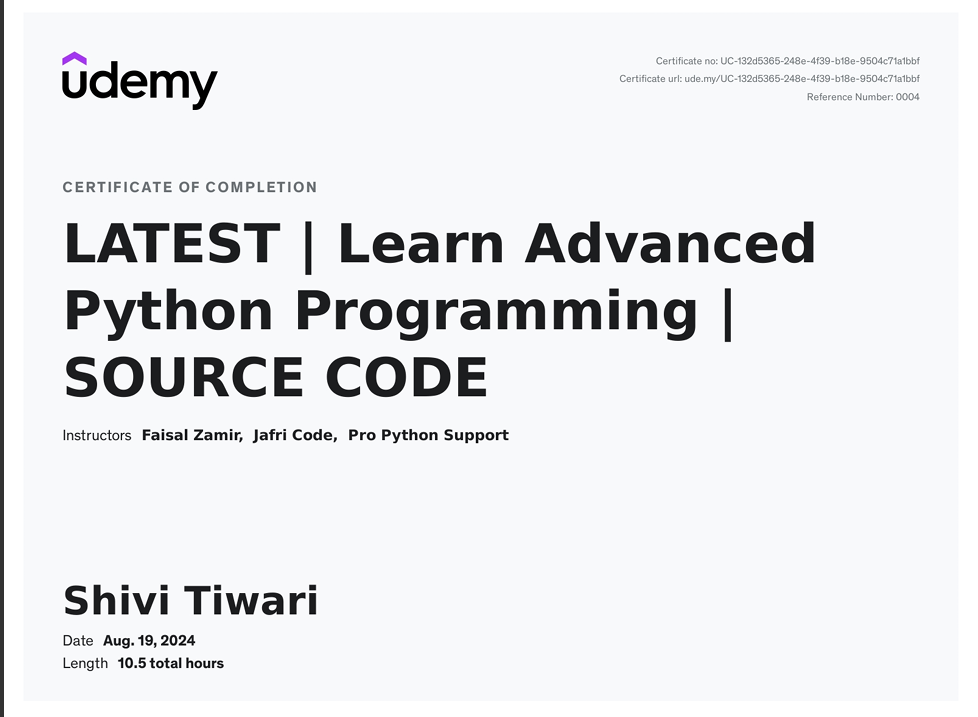 udemy
Certificate no: UC-132d5365-248e-4f39-b18e-9504c71a1bbf
Certificate url: ude.my/UC-132d5365-248e-4f39-b18e-9504c71a1bbf
Reference Number: 0004
CERTIFICATE OF COMPLETION
LATEST | Learn Advanced
Python Programming |
SOURCE CODE
Instructors Faisal Zamir, Jafri Code, Pro Python Support
Shivi Tiwari
Date Aug. 19, 2024
Length 10.5 total hours